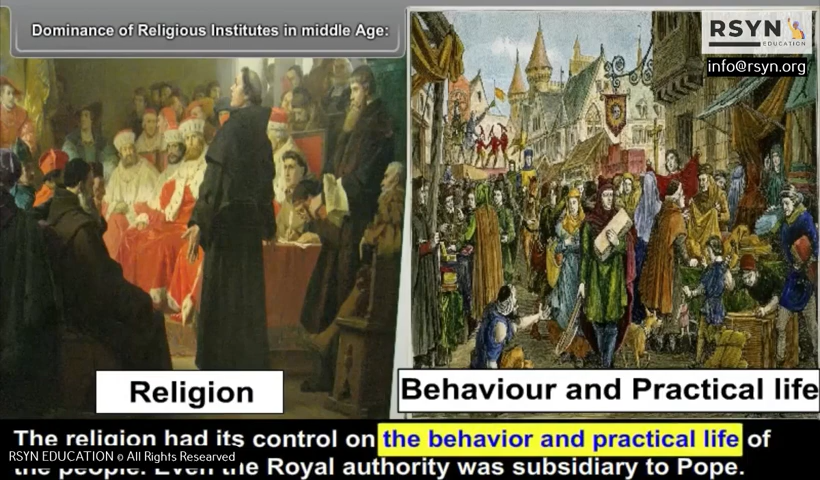 Dominance of Religious Institutes in middle Age:
RSYN
EDUCATION
info@rsyn.org
Religion
Behaviour and Practical life
The religion had its control on the behavior and practical life of
the people. Even the Royal authority was subsidiary to Pope.
RSYN EDUCATION © All Rights Researved